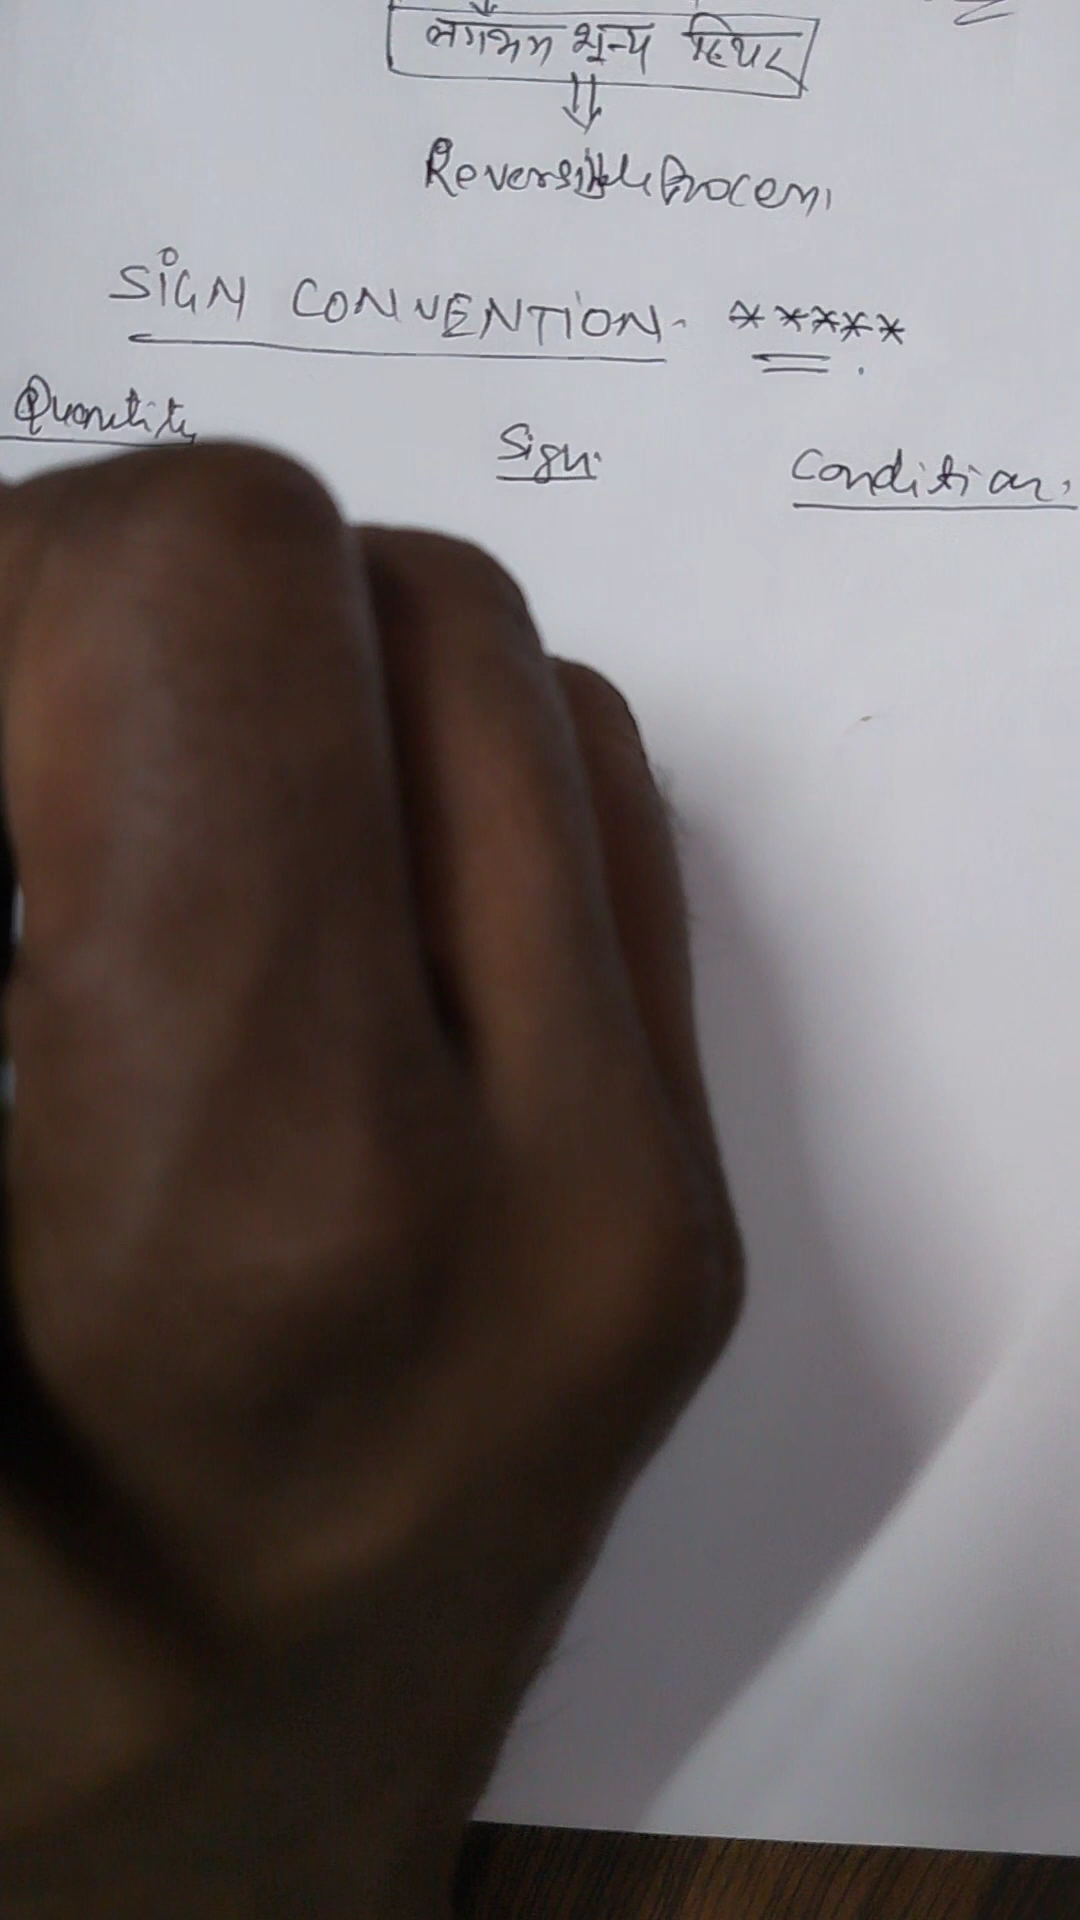 लगभग शून्य स्थिर
Reversible Process
SIGN CONVENTION. *****
Quantity Sign. Condition.